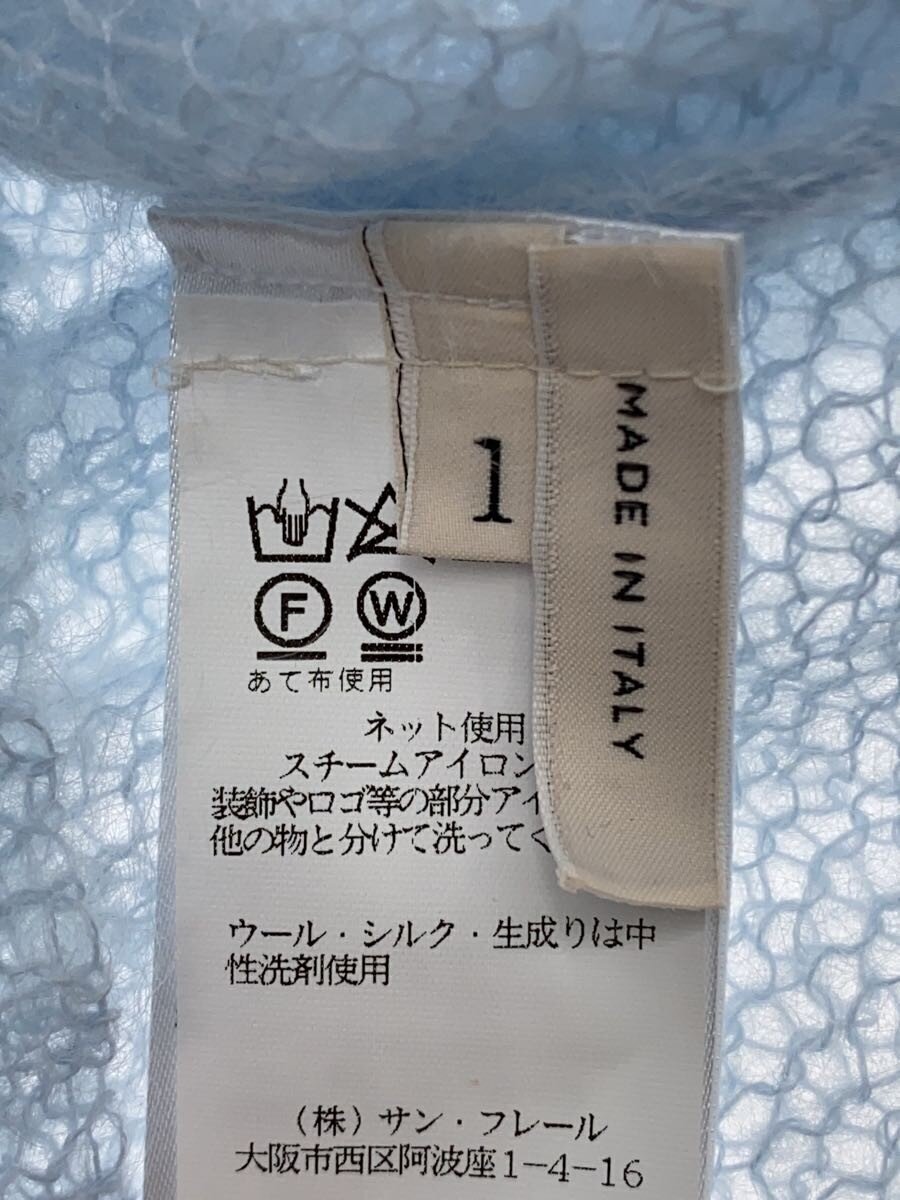 1
MADE IN ITALY
F W
あて布使用
ネット使用
スチームアイロン
装飾やロゴ等の部分アイ
他の物と分けて洗ってく
ウール・シルク・生成りは中
性洗剤使用
(株)サン・フレール
大阪市西区阿波座1-4-16